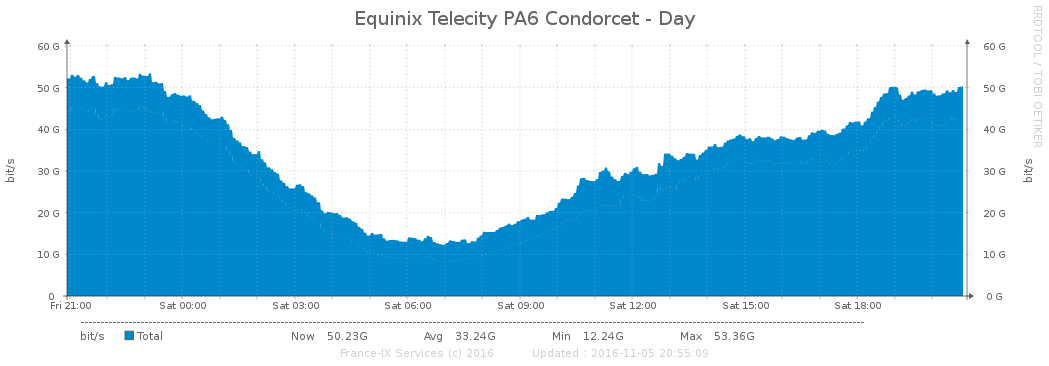 Equinix Telecity PA6 Condorcet - Day
RRDTOOL / TOBI OETIKER
60 G 60 G
50 G 50 G
40 G 40 G
30 G 30 G
20 G 20 G
10 G 10 G
0 0 G
bit/s bit/s
Fri 21:00 Sat 00:00 Sat 03:00 Sat 06:00 Sat 09:00 Sat 12:00 Sat 15:00 Sat 18:00
bit/s Total Now 50.23G Avg 33.24G Min 12.24G Max 53.36G
France-IX Services (c) 2016 Updated : 2016-11-05 20:55:09